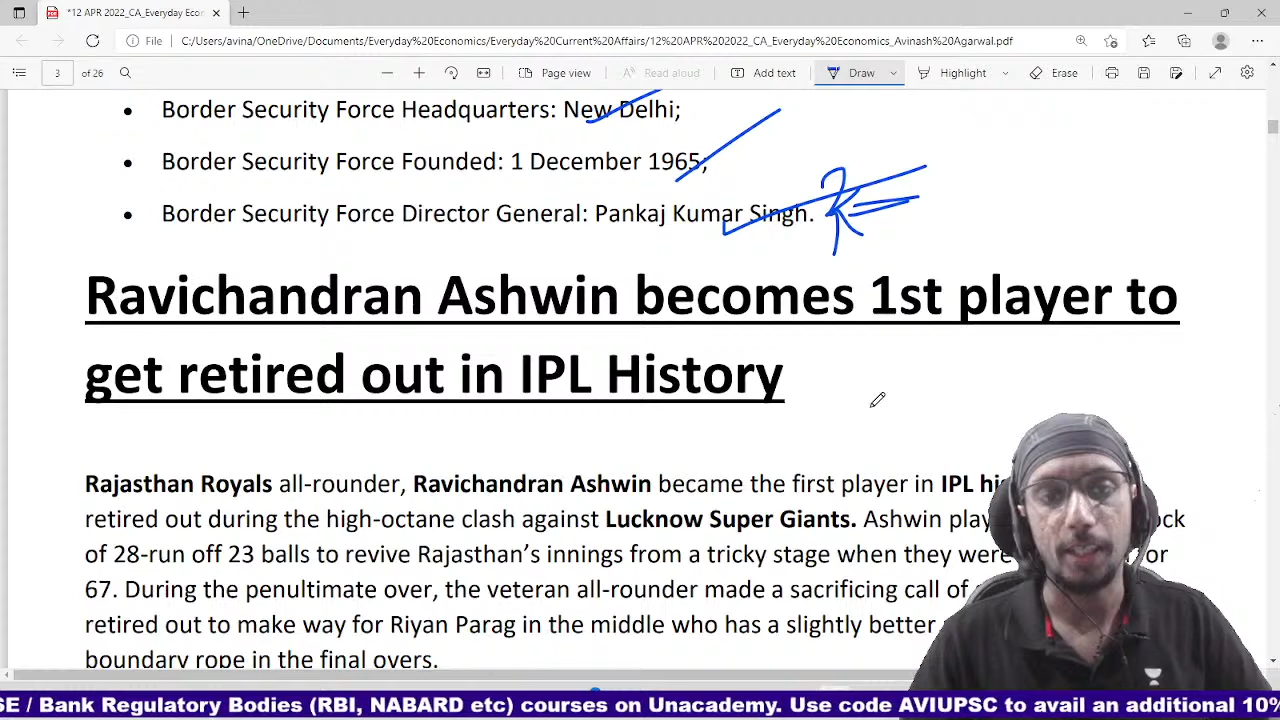 *12 APR 2022_CA_Everyday Econ
File C:/Users/avina/OneDrive/Documents/Everyday%20Economics/Everyday%20Current%20Affairs/12%20APR%202022_CA_Everyday%20Economics_Avinash%20Agarwal.pdf
3 of 26 Page view Read aloud Add text Draw Highlight Erase
• Border Security Force Headquarters: New Delhi;
• Border Security Force Founded: 1 December 1965;
• Border Security Force Director General: Pankaj Kumar Singh.
Ravichandran Ashwin becomes 1st player to
get retired out in IPL History
Rajasthan Royals all-rounder, Ravichandran Ashwin became the first player in IPL
retired out during the high-octane clash against Lucknow Super Giants. Ashwin
of 28-run off 23 balls to revive Rajasthan's innings from a tricky stage when they were
67. During the penultimate over, the veteran all-rounder made a sacrificing call of
retired out to make way for Riyan Parag in the middle who has a slightly better
boundary rope in the final overs.
SE / Bank Regulatory Bodies (RBI, NABARD etc) courses on Unacademy. Use code AVIUPSC to avail an additional 10%